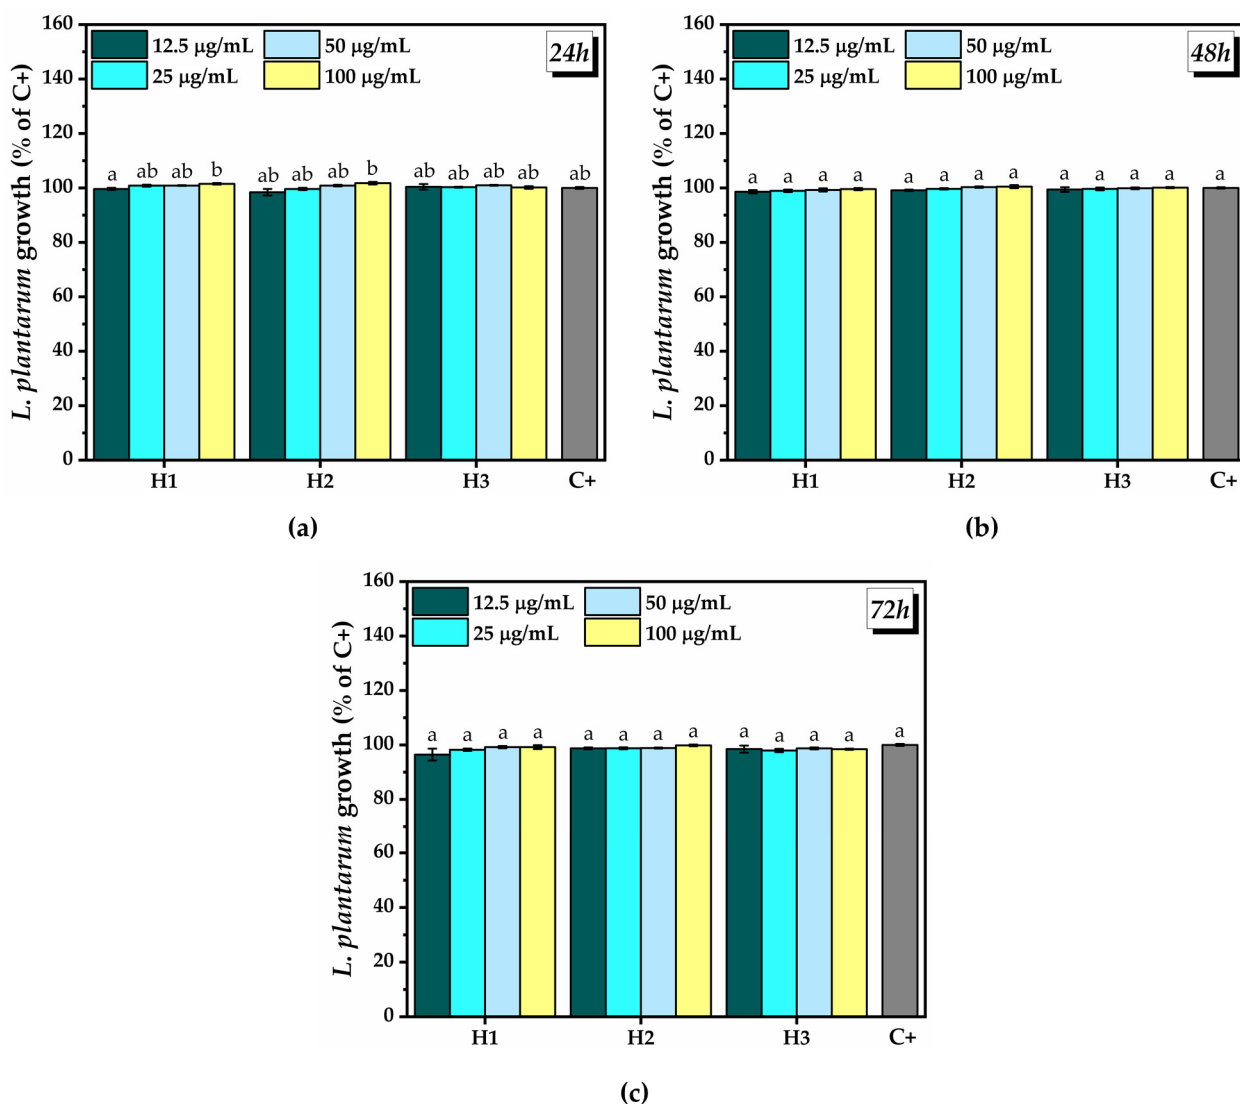 160
140
120
100
80
60
40
20
0
L. plantarum growth (% of C+)
12.5 μg/mL
50 μg/mL
25 μg/mL
100 μg/mL
24h
a ab ab b ab ab ab b ab ab ab ab ab
H1 H2 H3 C+
(a)
160
140
120
100
80
60
40
20
0
L. plantarum growth (% of C+)
12.5 μg/mL
50 μg/mL
25 μg/mL
100 μg/mL
48h
a a a a a a a a a a a a a
H1 H2 H3 C+
(b)
160
140
120
100
80
60
40
20
0
L. plantarum growth (% of C+)
12.5 μg/mL
50 μg/mL
25 μg/mL
100 μg/mL
72h
a a a a a a a a a a a a a
H1 H2 H3 C+
(c)